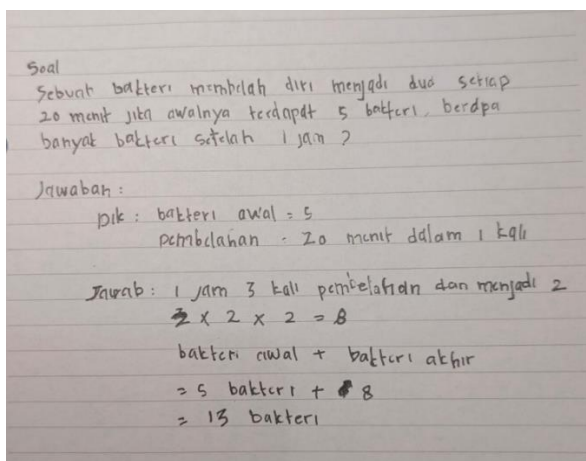 Soal
Sebuah bakteri membelah diri menjadi dua setiap
20 menit jika awalnya terdapat 5 bakteri, berdpa
banyak bakteri setelah 1 jam ?
Jawaban :
Dik : bakteri awal = 5
pembelahan = 20 menit dalam 1 kali
Jawab : 1 jam 3 kali pembelahan dan menjadi 2
2 x 2 x 2 = 8
bakteri awal + bakteri akhir
= 5 bakteri + 8
= 13 bakteri